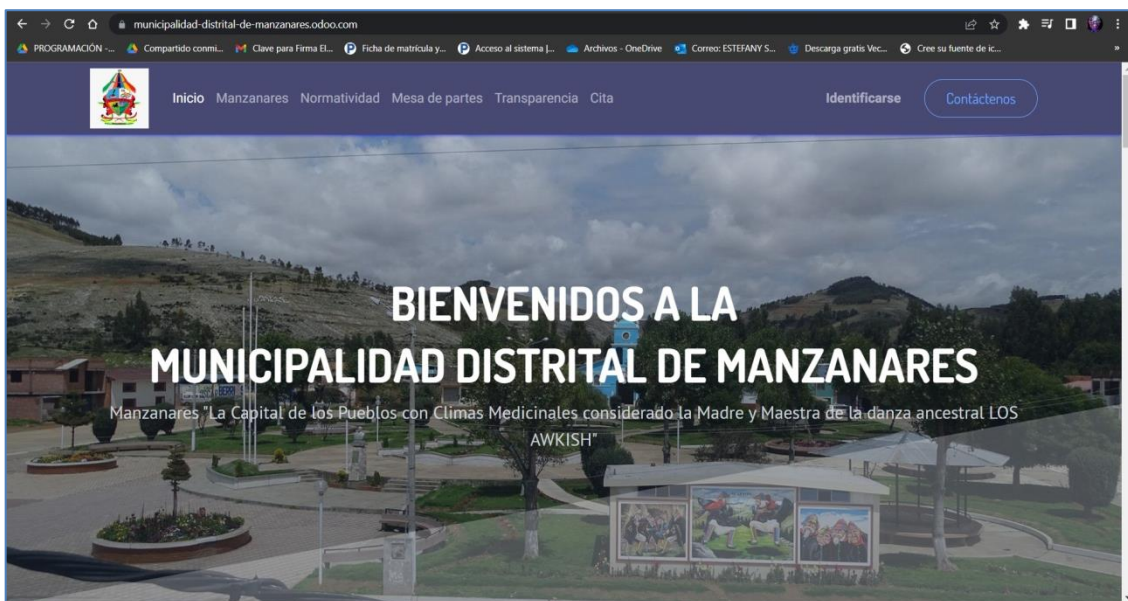 municipalidad-distrital-de-manzanares.odoo.com
PROGRAMACIÓN -... Compartido conmi... Clave para Firma El... Ficha de matrícula y... Acceso al sistema |... Archivos - OneDrive Correo: ESTEFANY S... Descarga gratis Vec... Cree su fuente de ic... »
Inicio Manzanares Normatividad Mesa de partes Transparencia Cita Identificarse Contáctenos
BIENVENIDOS A LA
MUNICIPALIDAD DISTRITAL DE MANZANARES
Manzanares "La Capital de los Pueblos con Climas Medicinales considerado la Madre y Maestra de la danza ancestral LOS
AWKISH"